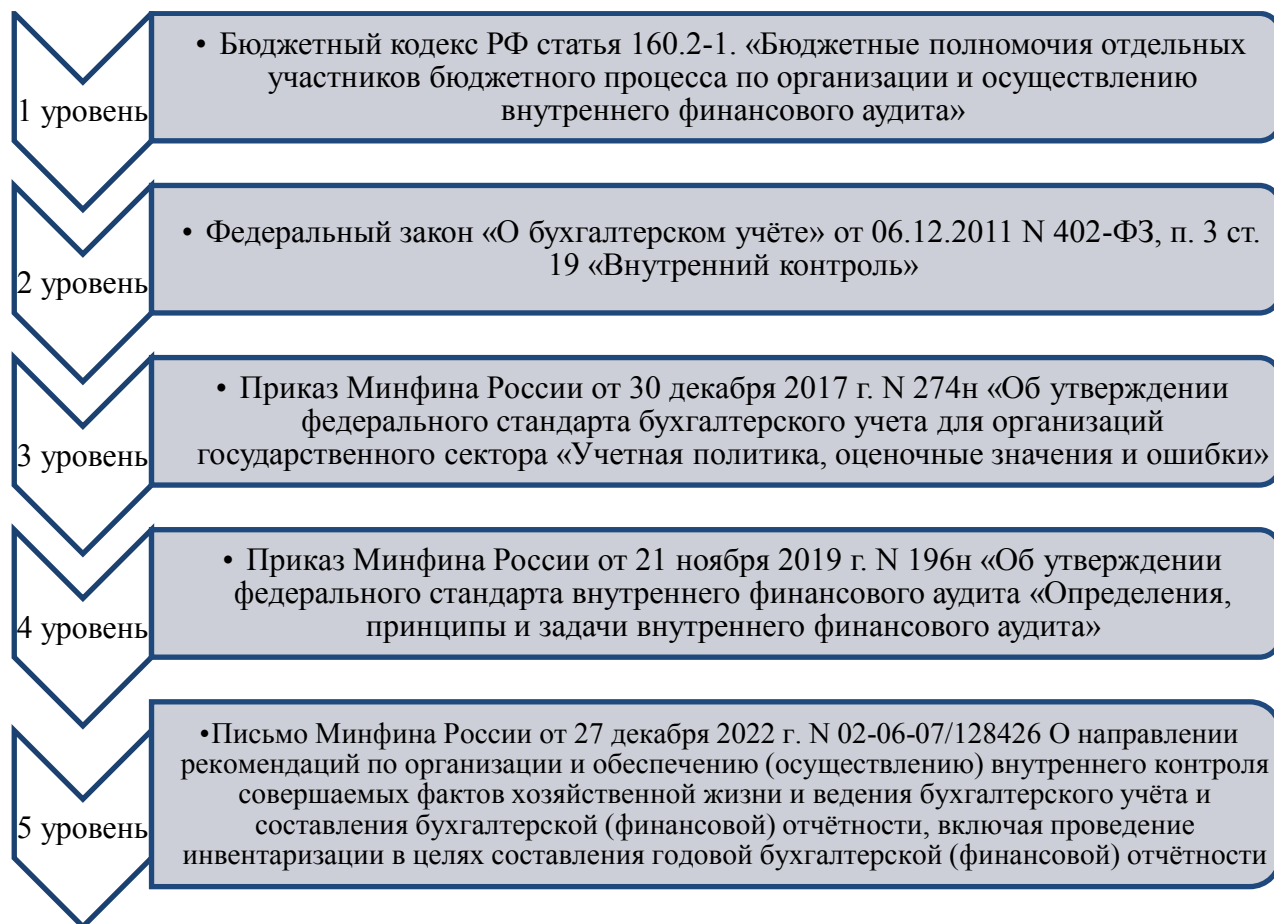 1 уровень
• Бюджетный кодекс РФ статья 160.2-1. «Бюджетные полномочия отдельных
участников бюджетного процесса по организации и осуществлению
внутреннего финансового аудита»
2 уровень
• Федеральный закон «О бухгалтерском учёте» от 06.12.2011 N 402-ФЗ, п. 3 ст.
19 «Внутренний контроль»
3 уровень
• Приказ Минфина России от 30 декабря 2017 г. N 274н «Об утверждении
федерального стандарта бухгалтерского учета для организаций
государственного сектора «Учетная политика, оценочные значения и ошибки»
4 уровень
• Приказ Минфина России от 21 ноября 2019 г. N 196н «Об утверждении
федерального стандарта внутреннего финансового аудита «Определения,
принципы и задачи внутреннего финансового аудита»
5 уровень
•Письмо Минфина России от 27 декабря 2022 г. N 02-06-07/128426 О направлении
рекомендаций по организации и обеспечению (осуществлению) внутреннего контроля
совершаемых фактов хозяйственной жизни и ведения бухгалтерского учёта и
составления бухгалтерской (финансовой) отчётности, включая проведение
инвентаризации в целях составления годовой бухгалтерской (финансовой) отчётности